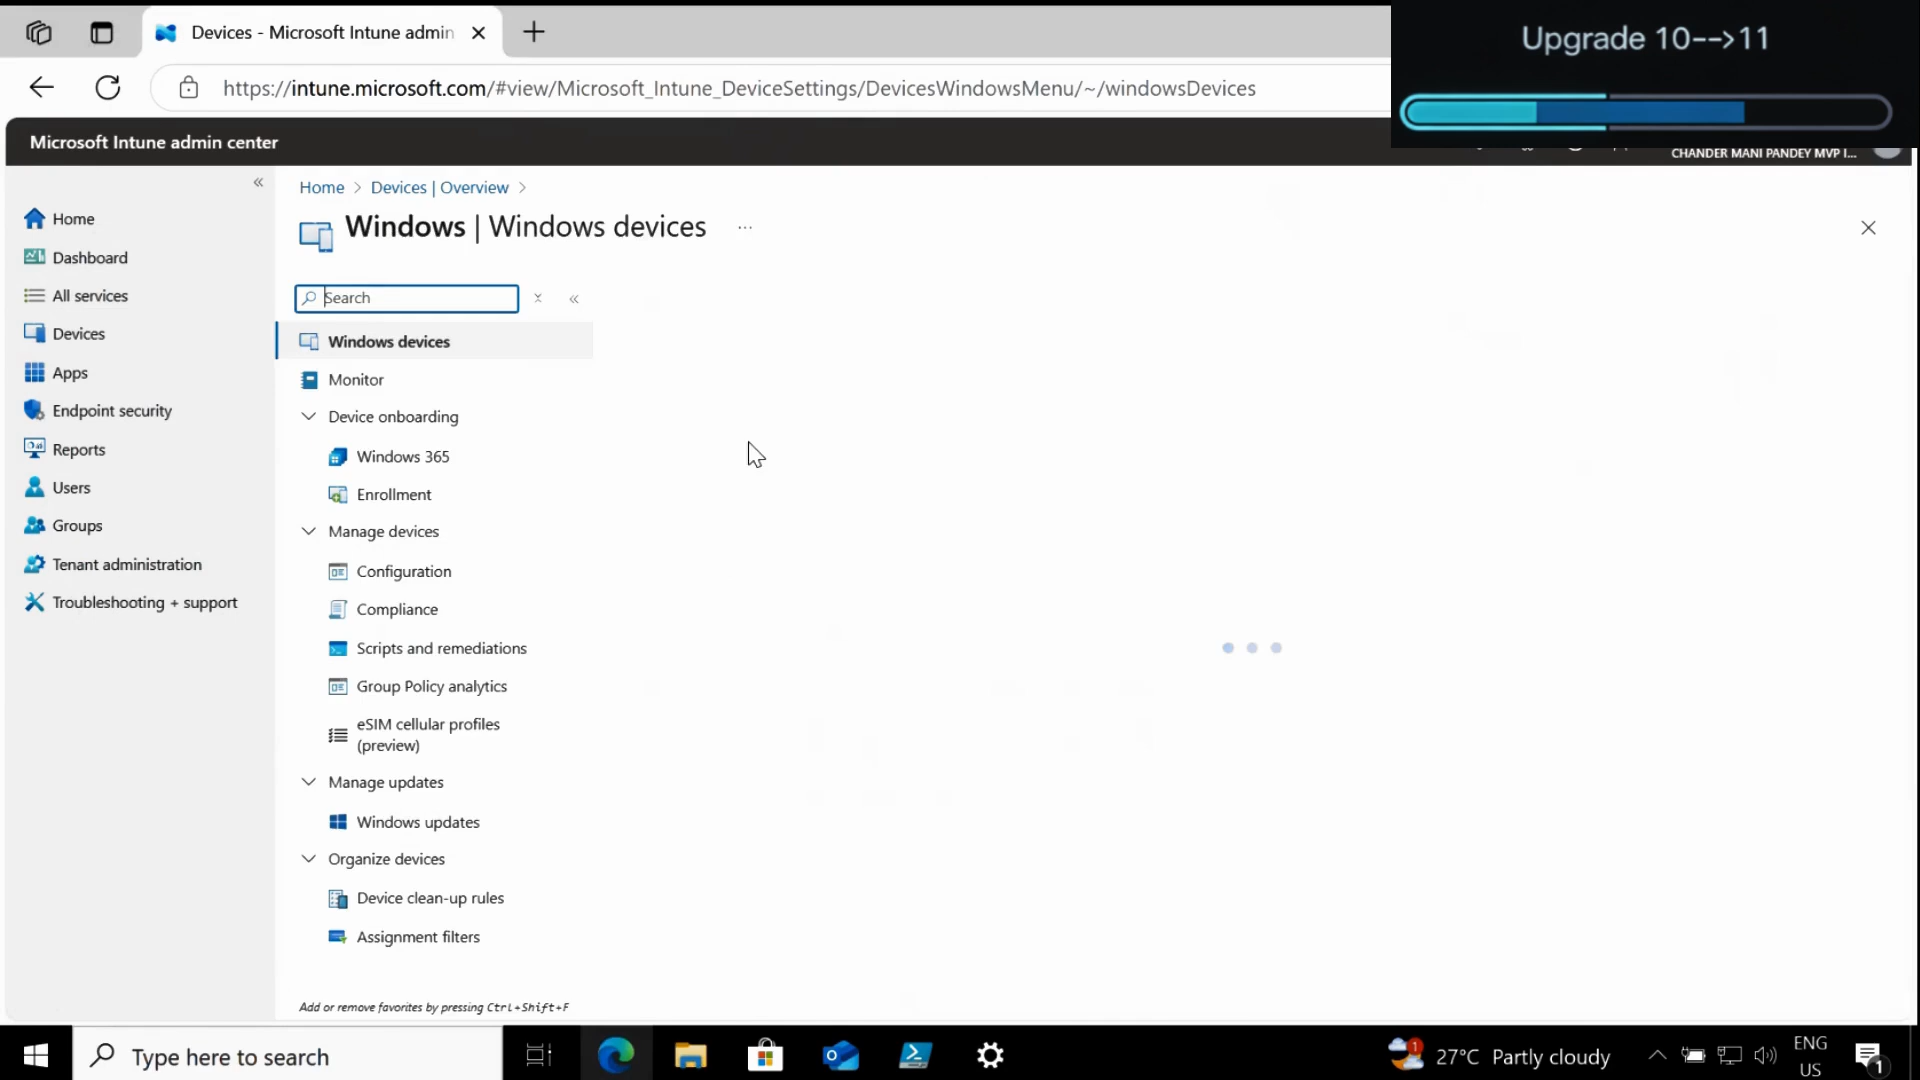 Devices - Microsoft Intune admin
Upgrade 10-->11
https://intune.microsoft.com/#view/Microsoft_Intune_DeviceSettings/DevicesWindowsMenu/~/windowsDevices
Microsoft Intune admin center
CHANDER MANI PANDEY MVP I...
Home > Devices | Overview >
Windows | Windows devices ...
Home
Dashboard
All services
Devices
Apps
Endpoint security
Reports
Users
Groups
Tenant administration
Troubleshooting + support
Search
Windows devices
Monitor
Device onboarding
Windows 365
Enrollment
Manage devices
Configuration
Compliance
Scripts and remediations
Group Policy analytics
eSIM cellular profiles
(preview)
Manage updates
Windows updates
Organize devices
Device clean-up rules
Assignment filters
Add or remove favorites by pressing Ctrl+Shift+F
Type here to search
1
27°C Partly cloudy
ENG
US
1